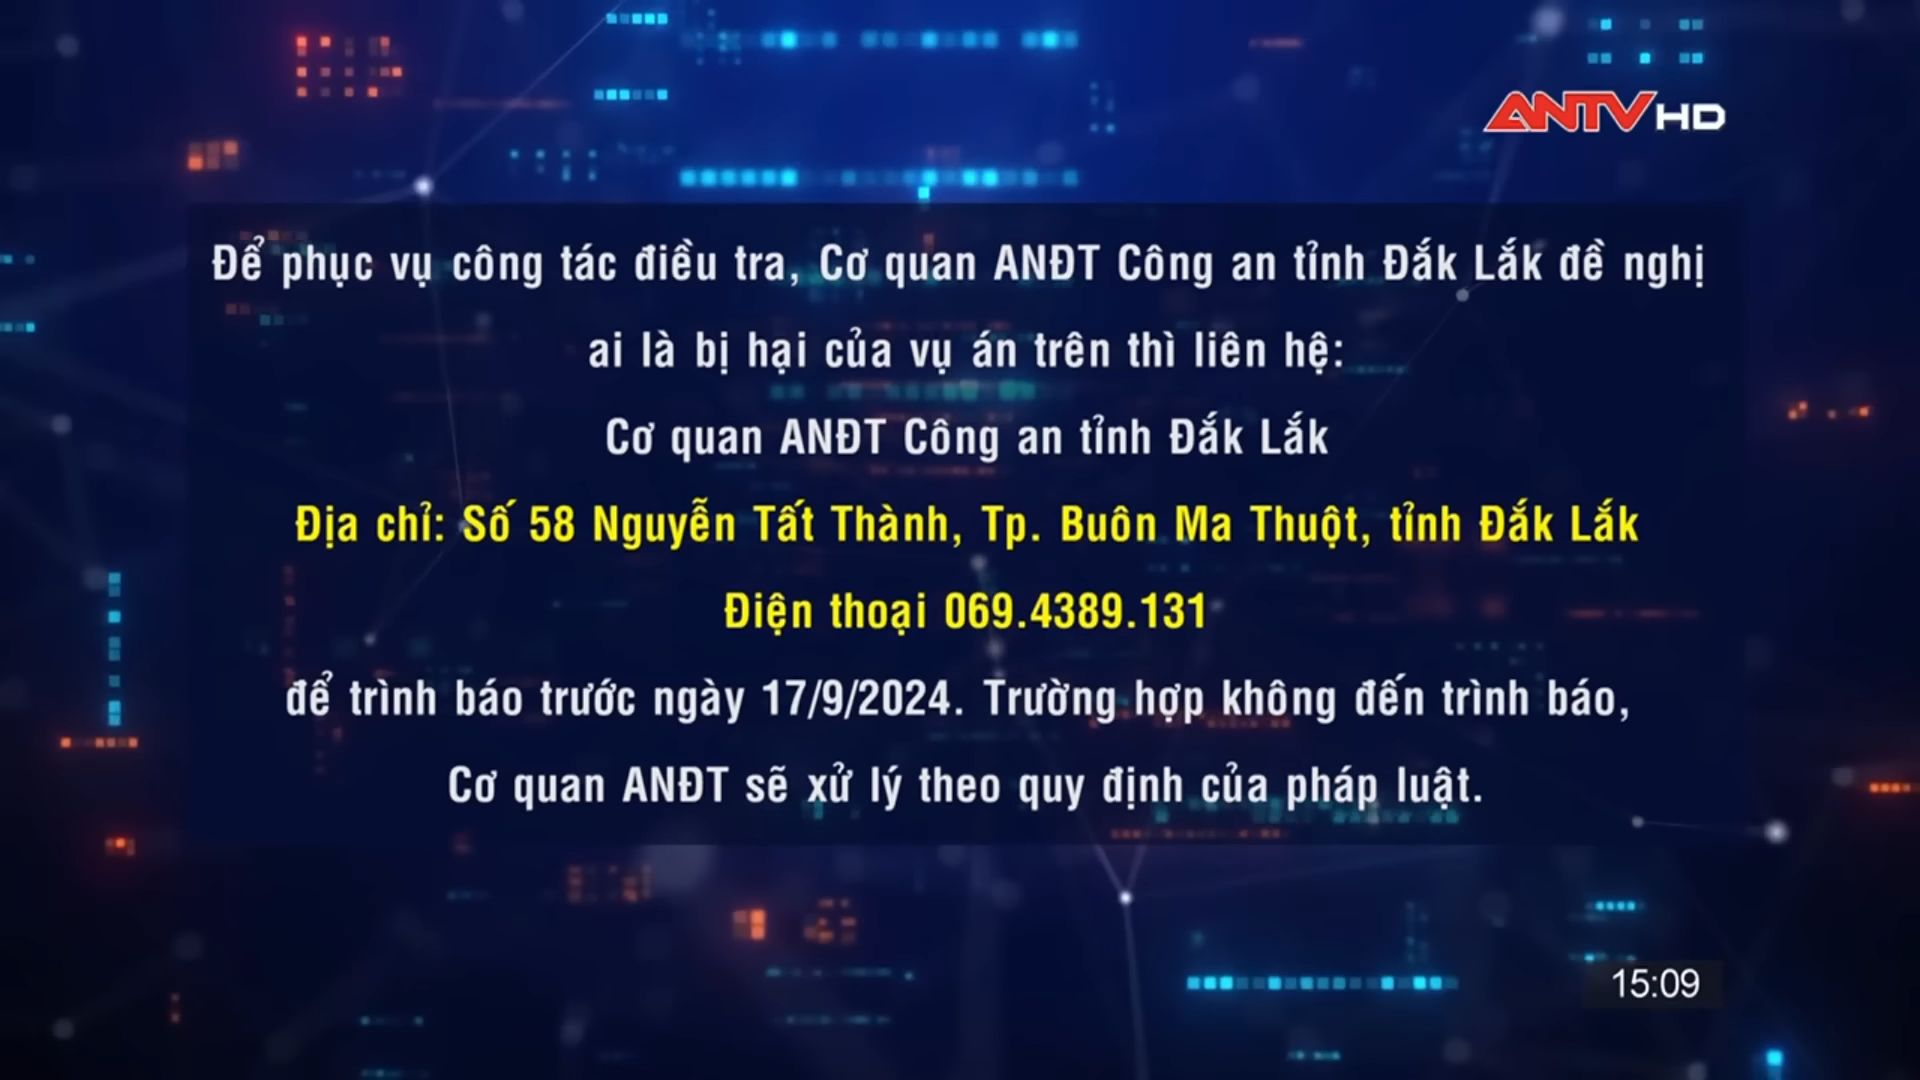 ANTV HD
Để phục vụ công tác điều tra, Cơ quan ANĐT Công an tỉnh Đắk Lắk đề nghị
ai là bị hại của vụ án trên thì liên hệ:
Cơ quan ANĐT Công an tỉnh Đắk Lắk
Địa chỉ: Số 58 Nguyễn Tất Thành, Tp. Buôn Ma Thuột, tỉnh Đắk Lắk
Điện thoại 069.4389.131
để trình báo trước ngày 17/9/2024. Trường hợp không đến trình báo,
Cơ quan ANĐT sẽ xử lý theo quy định của pháp luật.
15:09